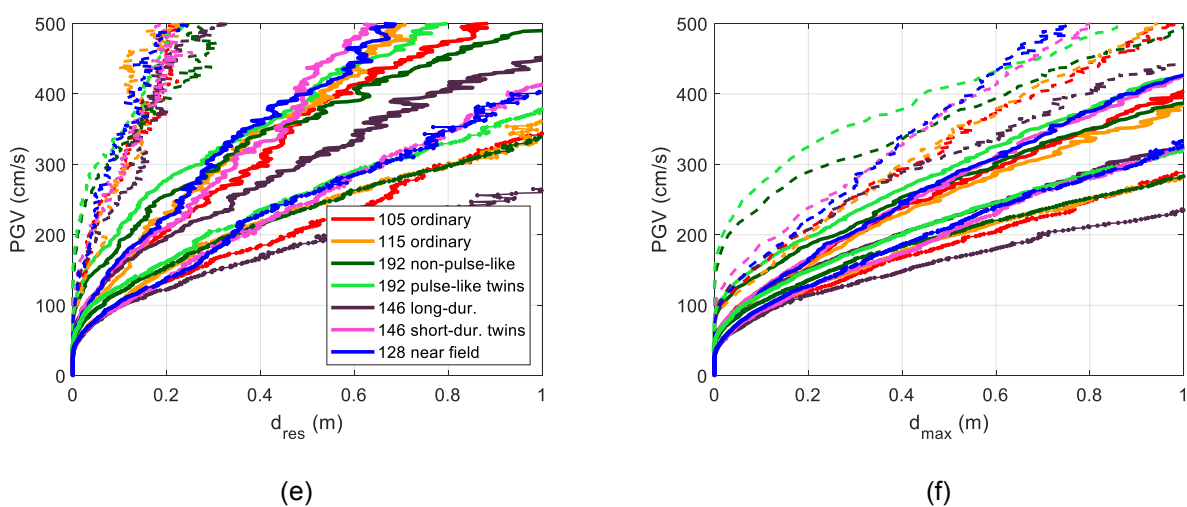 500
400
300
200
100
0
PGV (cm/s)
0 0.2 0.4 0.6 0.8 1
d_res (m)
105 ordinary
115 ordinary
192 non-pulse-like
192 pulse-like twins
146 long-dur.
146 short-dur. twins
128 near field
(e)
500
400
300
200
100
0
PGV (cm/s)
0 0.2 0.4 0.6 0.8 1
d_max (m)
(f)